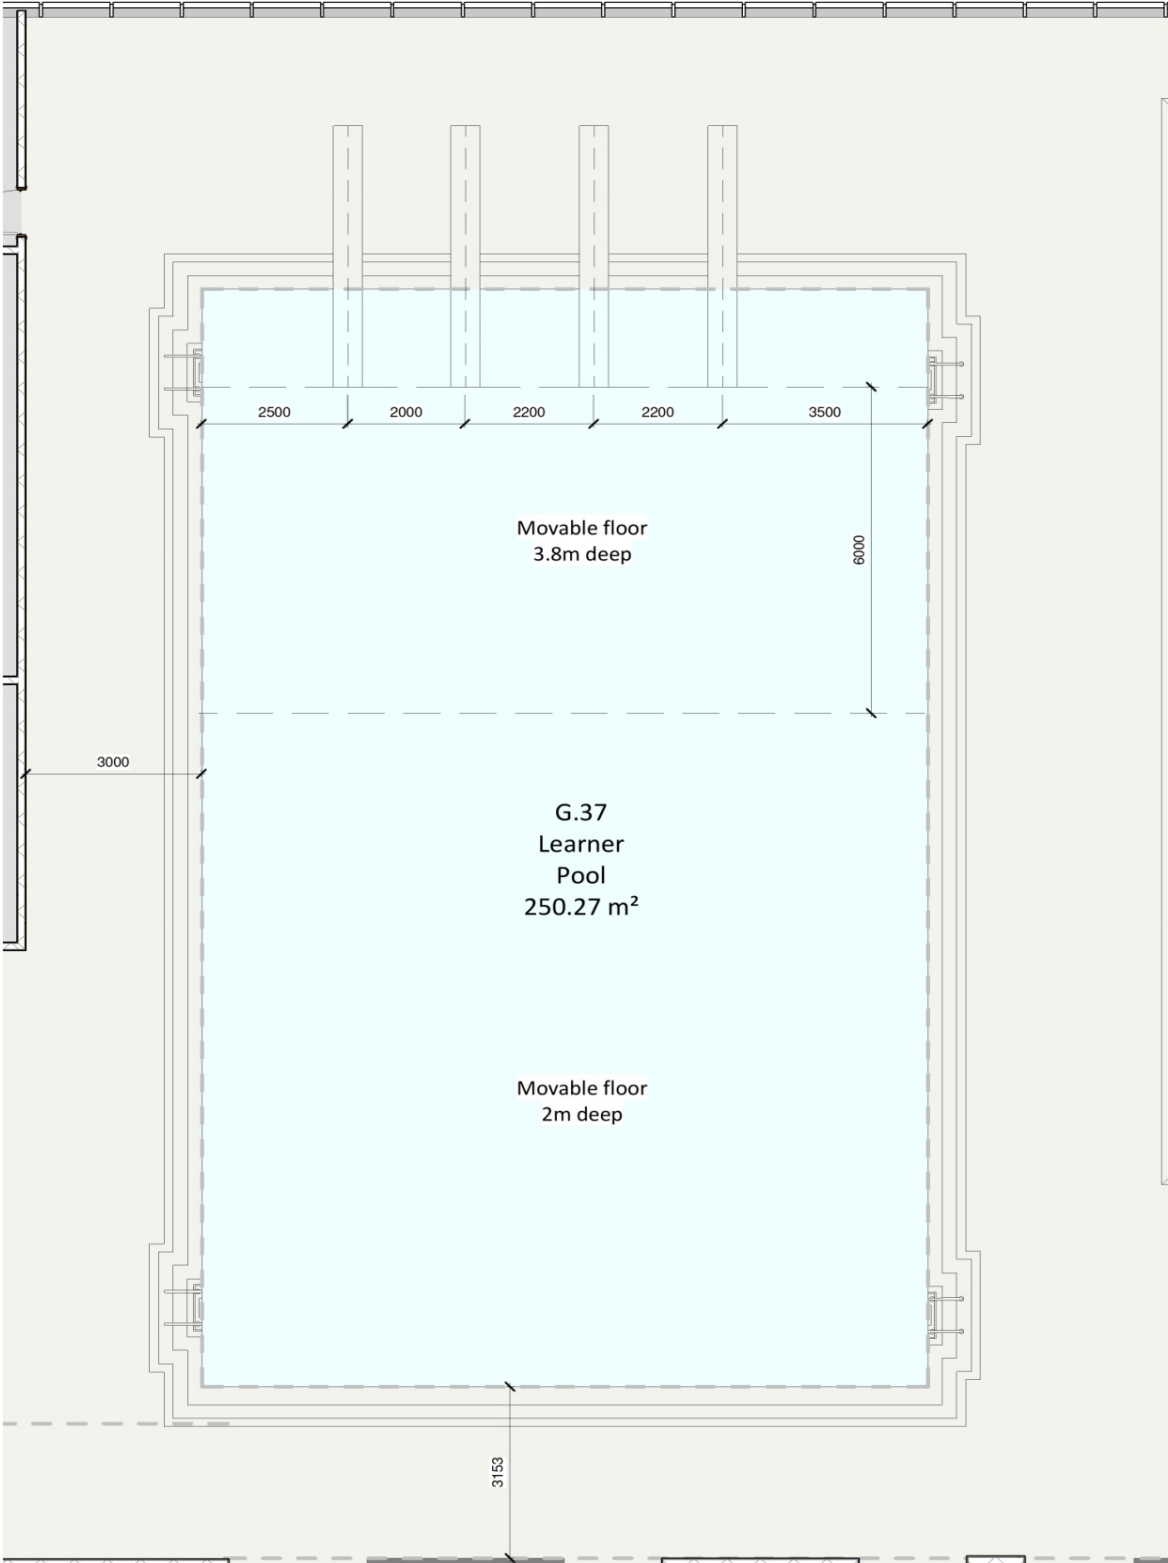 2500
2000
2200
2200
3500
Movable floor
3.8m deep
6000
3000
G.37
Learner
Pool
250.27 m²
Movable floor
2m deep
3153